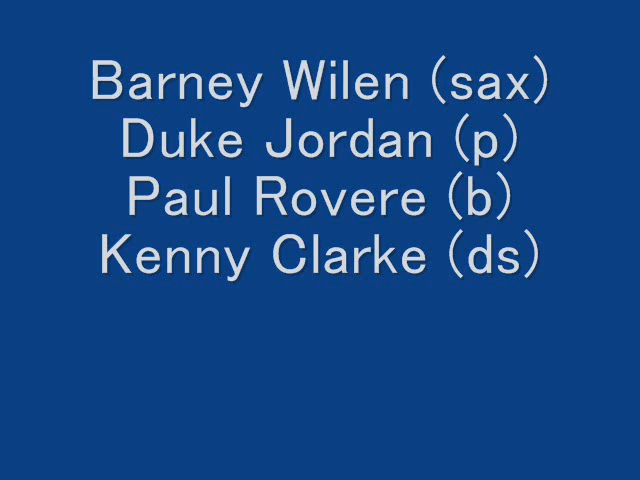 Barney Wilen (sax)
Duke Jordan (p)
Paul Rovere (b)
Kenny Clarke (ds)